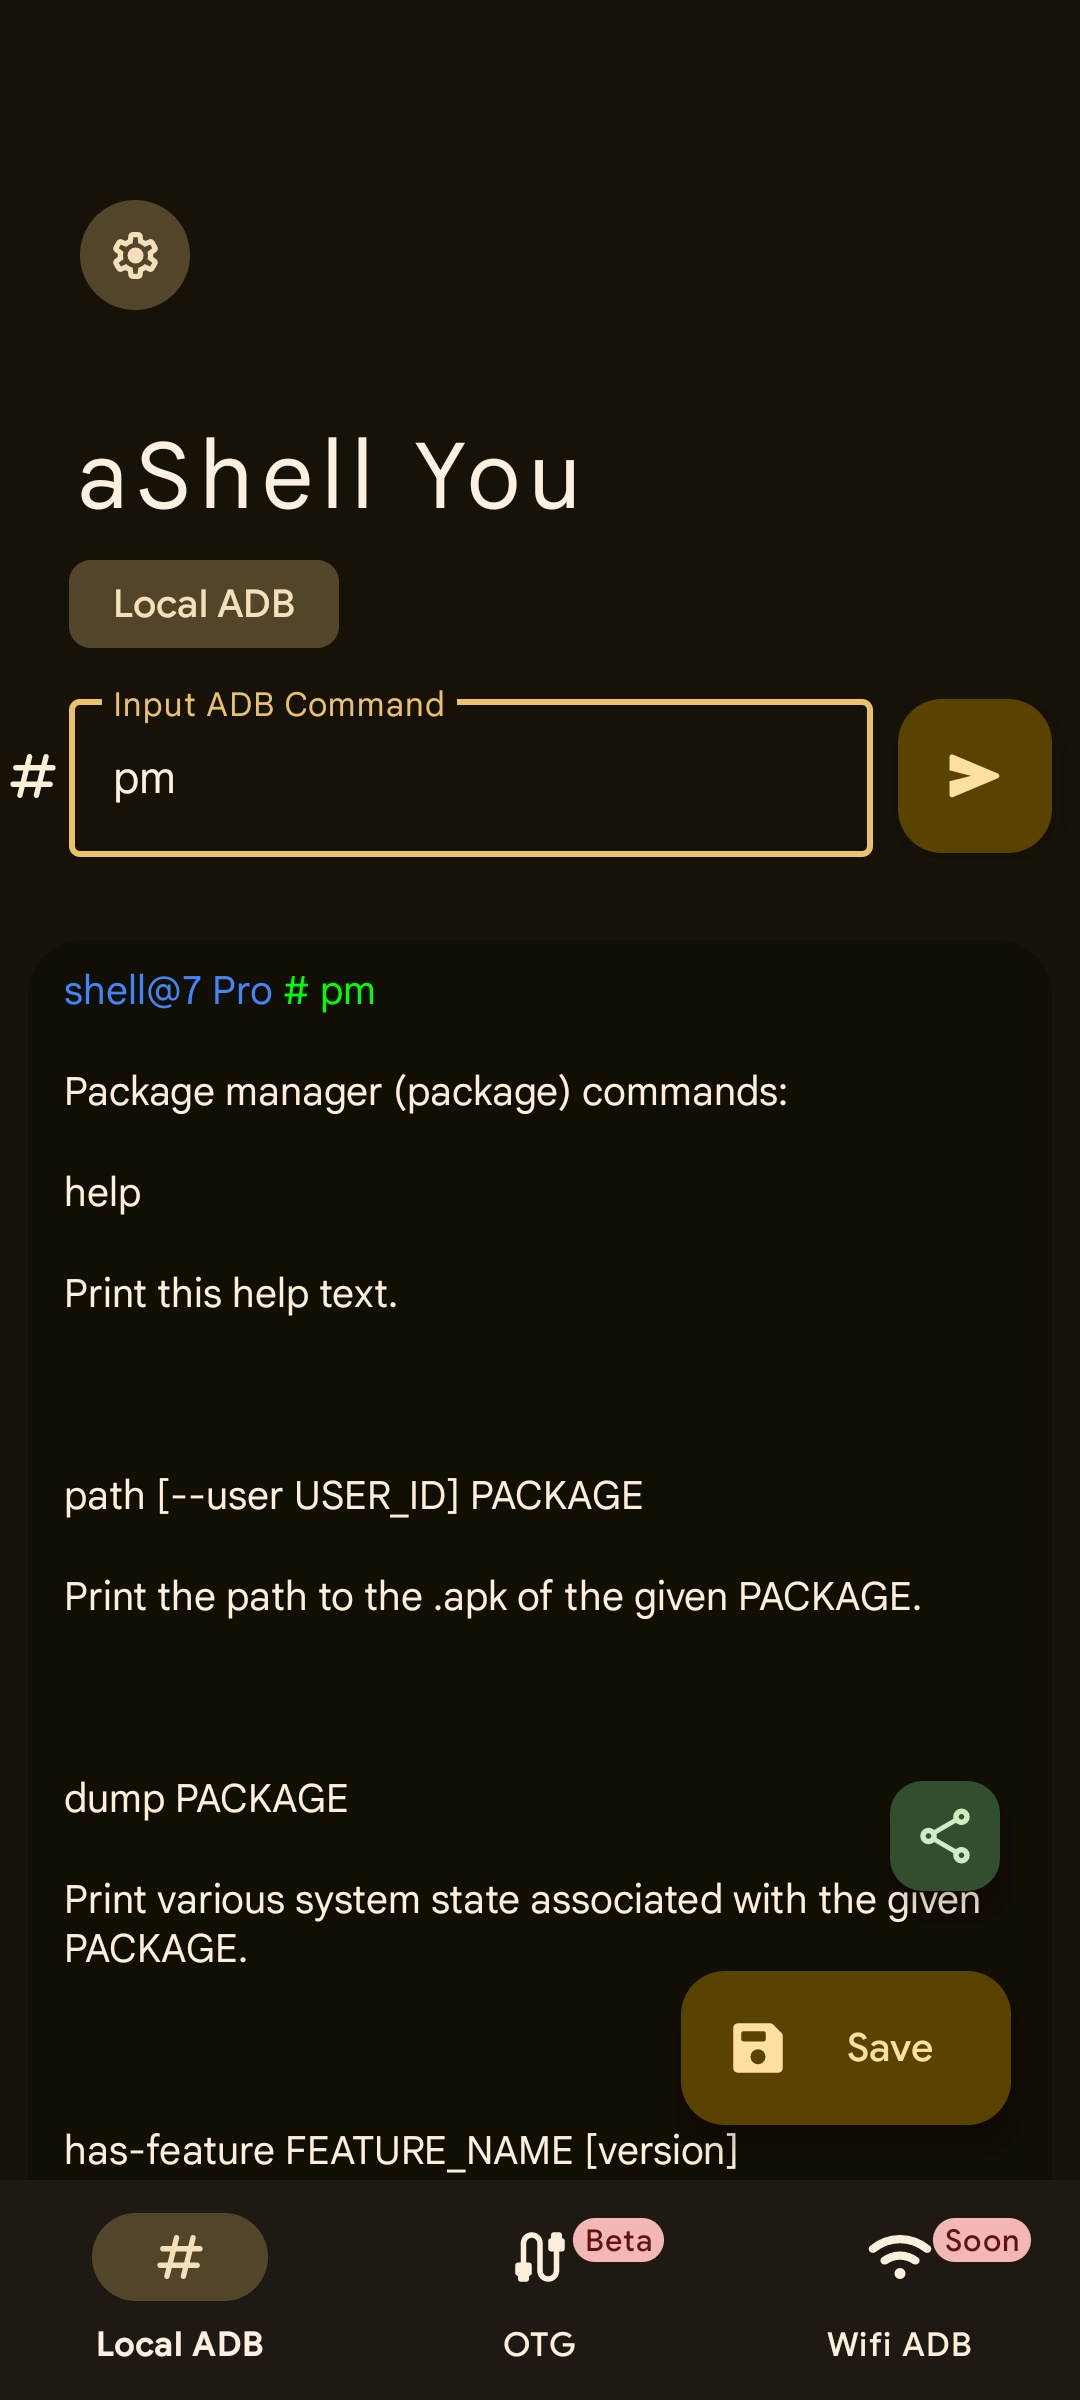 aShell You
Local ADB
Input ADB Command
# pm
shell@7 Pro # pm
Package manager (package) commands:
help
Print this help text.
path [--user USER_ID] PACKAGE
Print the path to the .apk of the given PACKAGE.
dump PACKAGE
Print various system state associated with the given
PACKAGE.
Save
has-feature FEATURE_NAME [version]
Beta
Soon
Local ADB
OTG
Wifi ADB